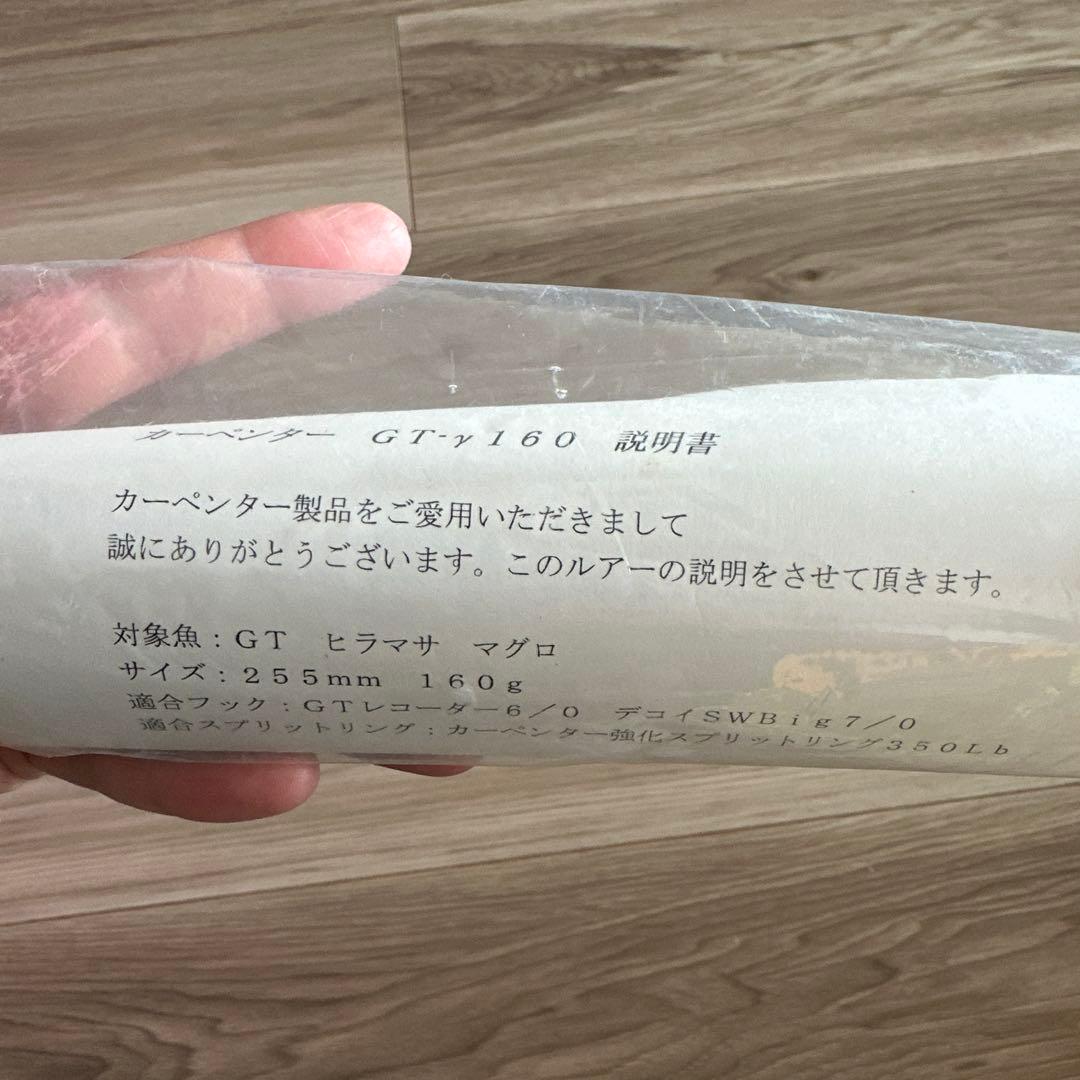 カーペンター　ＧＴ-γ１６０　説明書
カーペンター製品をご愛用いただきまして
誠にありがとうございます。このルアーの説明をさせて頂きます。
対象魚：ＧＴ　ヒラマサ　マグロ
サイズ：２５５mm　１６０g
適合フック：ＧＴレコーダー６／０　デコイＳＷＢｉｇ７／０
適合スプリットリング：カーペンター強化スプリットリング３５０Ｌｂ